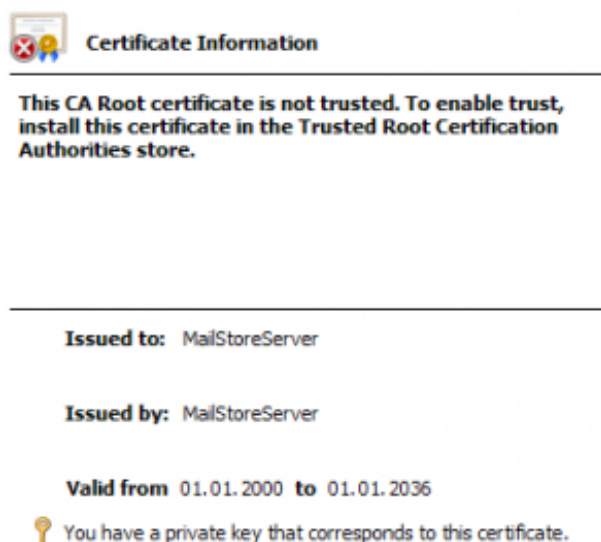 Certificate Information
This CA Root certificate is not trusted. To enable trust,
install this certificate in the Trusted Root Certification
Authorities store.
Issued to: MailStoreServer
Issued by: MailStoreServer
Valid from 01.01.2000 to 01.01.2036
You have a private key that corresponds to this certificate.